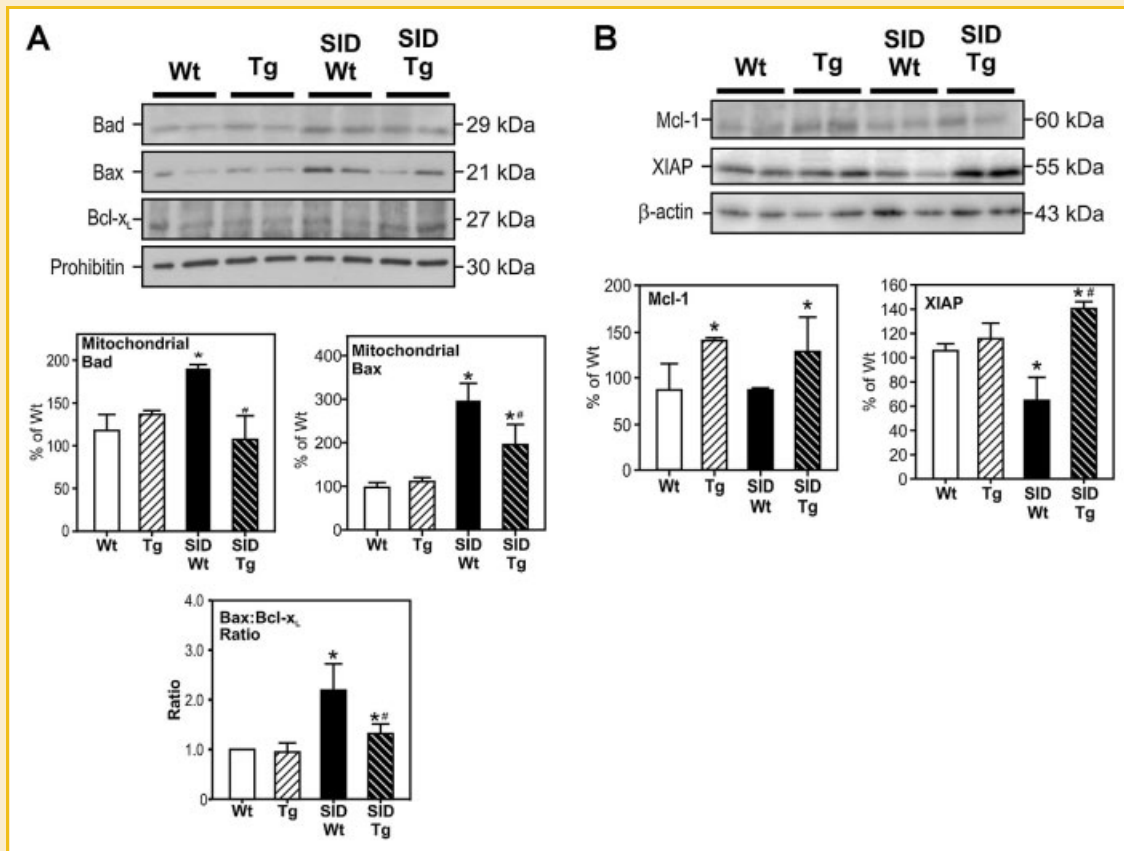 A
Wt Tg SID Wt SID Tg
Bad 29 kDa
Bax 21 kDa
Bcl-xL 27 kDa
Prohibitin 30 kDa
B
Wt Tg SID Wt SID Tg
Mcl-1 60 kDa
XIAP 55 kDa
β-actin 43 kDa
Mitochondrial
Bad
% of Wt
200
150
100
50
0
*
#
Wt Tg SID SID
Wt Tg
Mitochondrial
Bax
% of Wt
400
300
200
100
0
*
*#
Wt Tg SID SID
Wt Tg
Bax:Bcl-xL
Ratio
Ratio
4.0
3.0
2.0
1.0
0
*
*#
Wt Tg SID SID
Wt Tg
Mcl-1
% of Wt
200
150
100
50
0
*
*
Wt Tg SID SID
Wt Tg
XIAP
% of Wt
160
140
120
100
80
60
40
20
0
*
*#
Wt Tg SID SID
Wt Tg